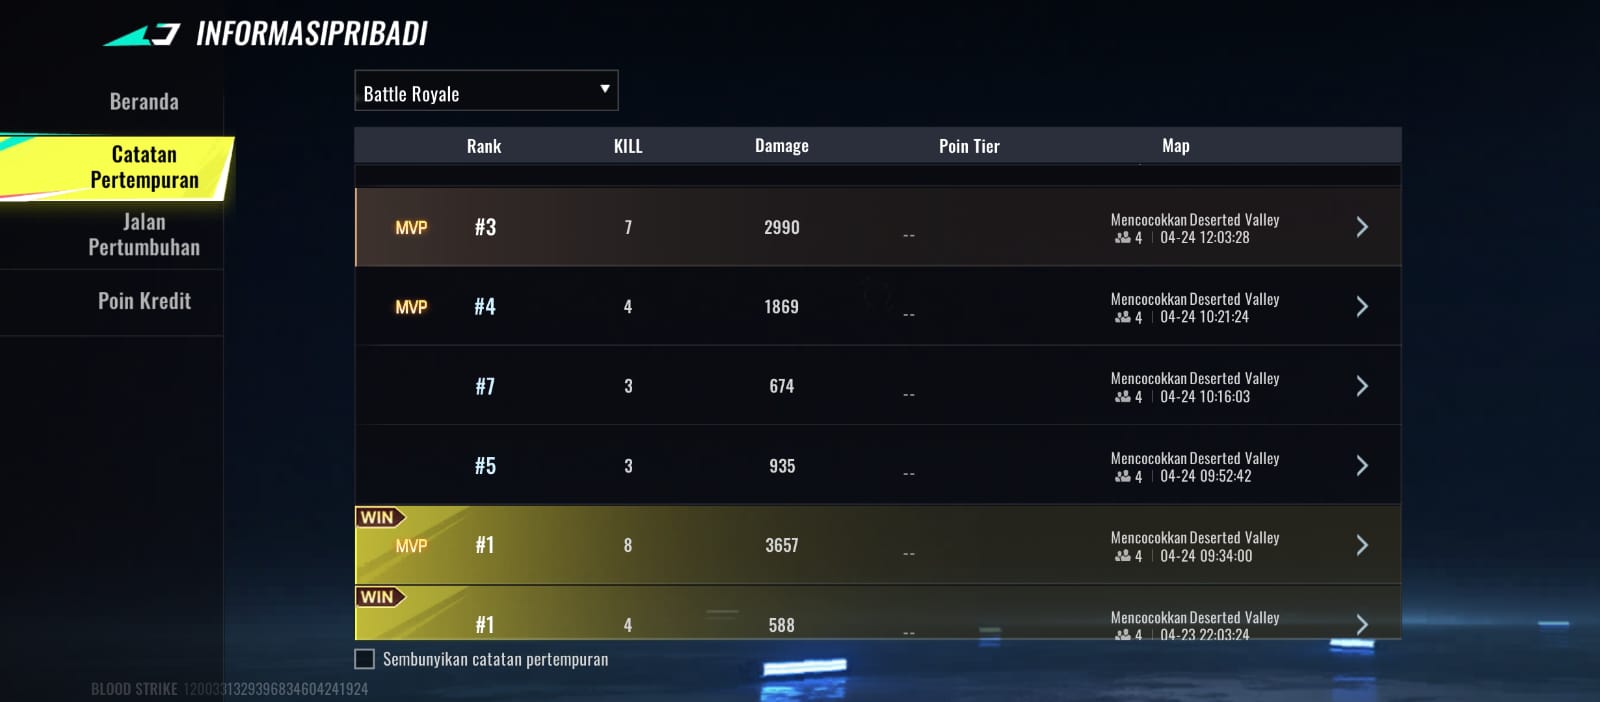 INFORMASIPRIBADI
Beranda
Catatan
Pertempuran
Jalan
Pertumbuhan
Poin Kredit
Battle Royale
Rank KILL Damage Poin Tier Map
MVP #3 7 2990 -- Mencocokkan Deserted Valley
4 04-24 12:03:28
MVP #4 4 1869 -- Mencocokkan Deserted Valley
4 04-24 10:21:24
#7 3 674 -- Mencocokkan Deserted Valley
4 04-24 10:16:03
#5 3 935 -- Mencocokkan Deserted Valley
4 04-24 09:52:42
WIN
MVP #1 8 3657 -- Mencocokkan Deserted Valley
4 04-24 09:34:00
WIN
#1 4 588 -- Mencocokkan Deserted Valley
4 04-23 22:03:24
Sembunyikan catatan pertempuran
BLOOD STRIKE 1200331329396834604241924